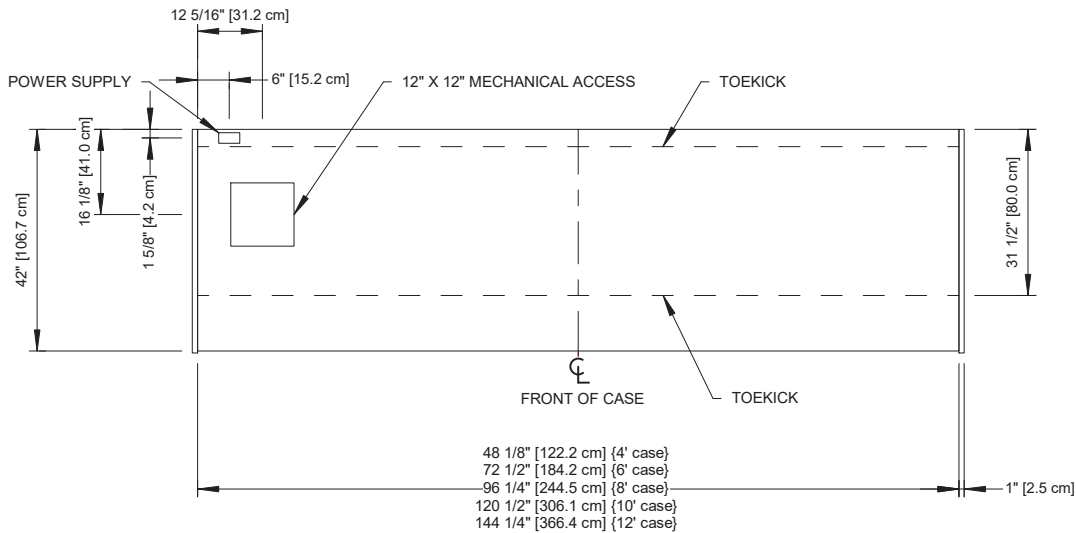 12 5/16" [31.2 cm]
6" [15.2 cm]
POWER SUPPLY
12" X 12" MECHANICAL ACCESS
TOEKICK
42" [106.7 cm]
16 1/8" [41.0 cm]
1 5/8" [4.2 cm]
31 1/2" [80.0 cm]
CL
FRONT OF CASE
TOEKICK
48 1/8" [122.2 cm] {4' case}
72 1/2" [184.2 cm] {6' case}
96 1/4" [244.5 cm] {8' case}
1" [2.5 cm]
120 1/2" [306.1 cm] {10' case}
144 1/4" [366.4 cm] {12' case}